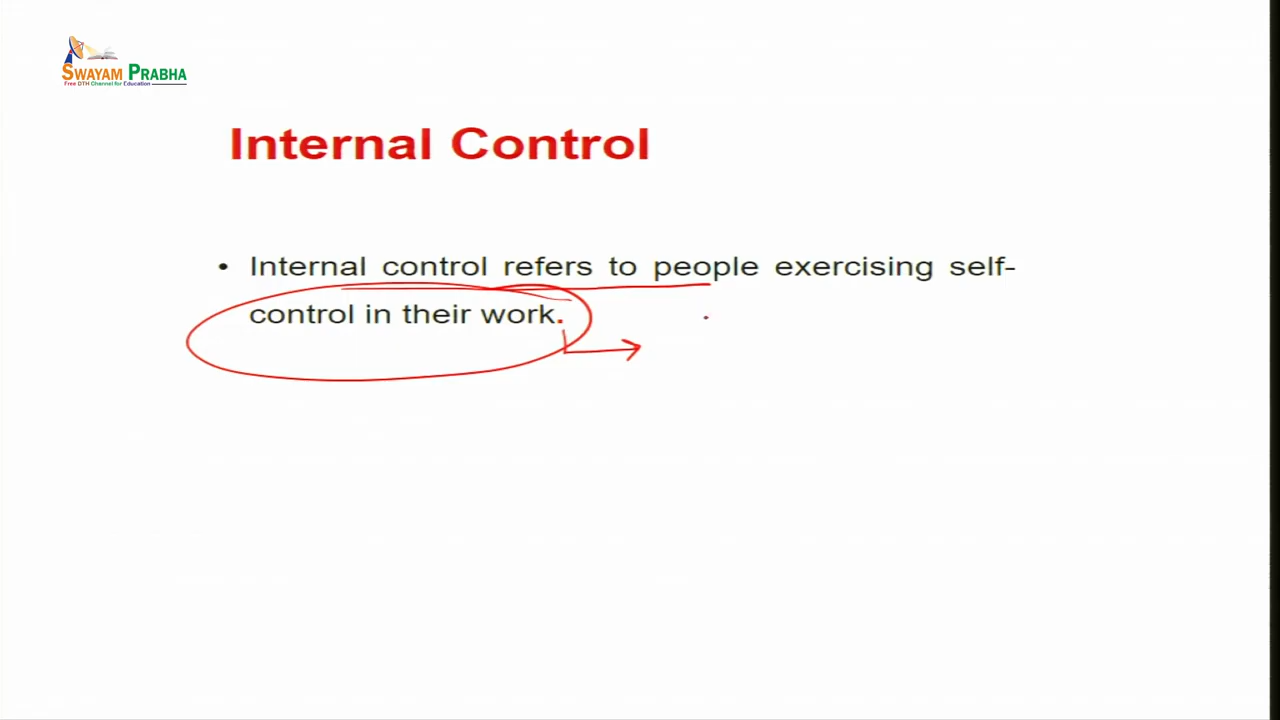 SWAYAM PRABHA
Free DTH Channel for Education
Internal Control
• Internal control refers to people exercising self-
control in their work.